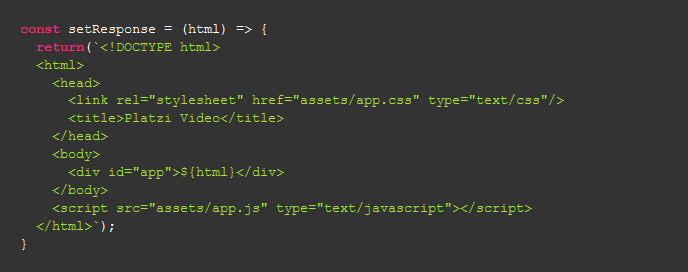 const setResponse = (html) => {
return(`<!DOCTYPE html>
<html>
<head>
<link rel="stylesheet" href="assets/app.css" type="text/css"/>
<title>Platzi Video</title>
</head>
<body>
<div id="app">${html}</div>
</body>
<script src="assets/app.js" type="text/javascript"></script>
</html>`);
}